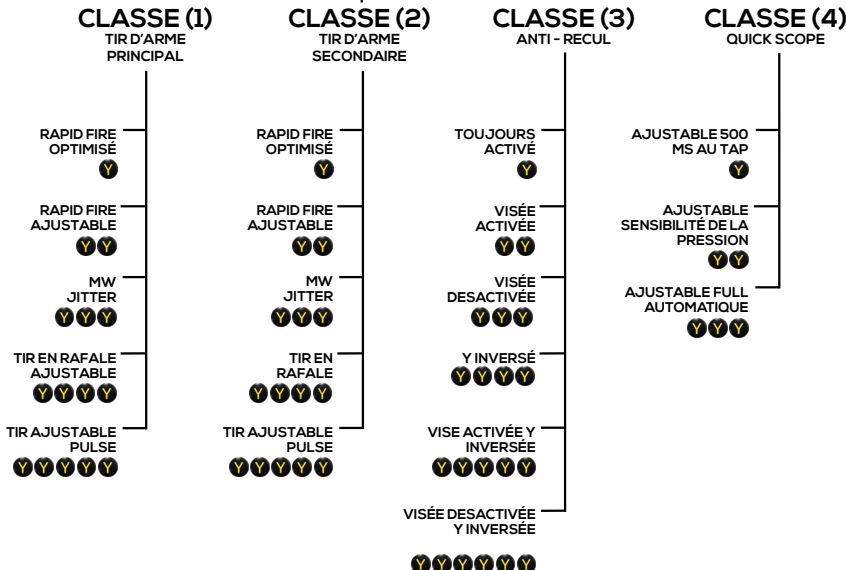 CLASSE (1)
TIR D'ARME
PRINCIPAL
RAPID FIRE
OPTIMISÉ
Y
RAPID FIRE
AJUSTABLE
Y Y
MW
JITTER
Y Y Y
TIR EN RAFALE
AJUSTABLE
Y Y Y Y
TIR AJUSTABLE
PULSE
Y Y Y Y Y
CLASSE (2)
TIR D'ARME
SECONDAIRE
RAPID FIRE
OPTIMISÉ
Y
RAPID FIRE
AJUSTABLE
Y Y
MW
JITTER
Y Y Y
TIR EN
RAFALE
Y Y Y Y
TIR AJUSTABLE
PULSE
Y Y Y Y Y
CLASSE (3)
ANTI - RECUL
TOUJOURS
ACTIVÉ
Y
VISÉE
ACTIVÉE
Y Y
VISÉE
DESACTIVÉE
Y Y Y
Y INVERSÉ
Y Y Y Y
VISE ACTIVÉE Y
INVERSÉE
Y Y Y Y Y
VISÉE DESACTIVÉE
Y INVERSÉE
Y Y Y Y Y Y
CLASSE (4)
QUICK SCOPE
AJUSTABLE 500
MS AU TAP
Y
AJUSTABLE
SENSIBILITÉ DE LA
PRESSION
Y Y
AJUSTABLE FULL
AUTOMATIQUE
Y Y Y